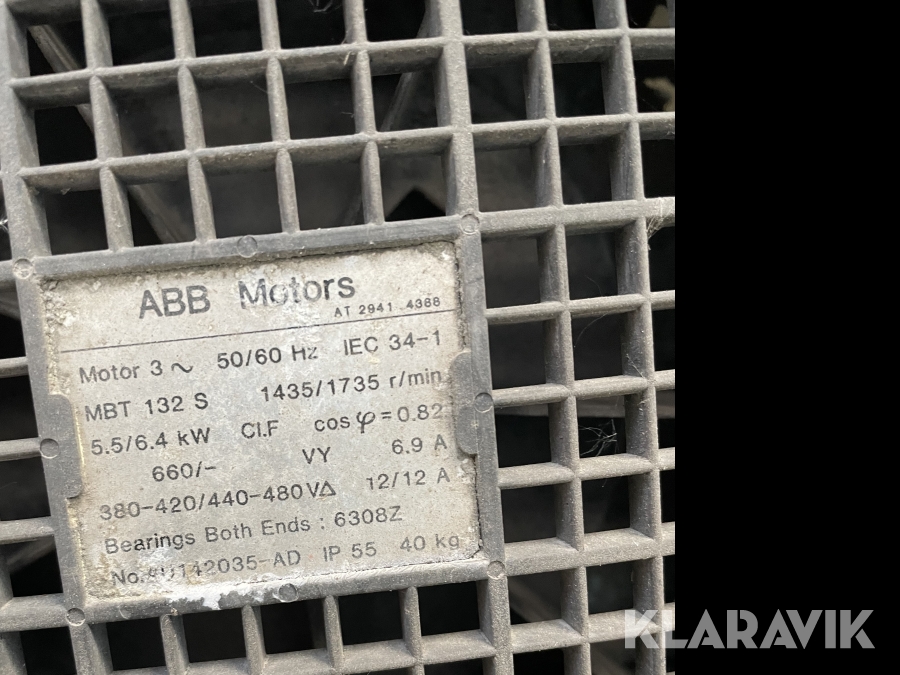 ABB Motors
AT 2941 4368
Motor 3 ~ 50/60 Hz IEC 34-1
MBT 132 S 1435/1735 r/min
5.5/6.4 kW Cl.F cos φ = 0.82
660/- VY 6.9 A
380-420/440-480 VΔ 12/12 A
Bearings Both Ends : 6308Z
IP 55 40 kg
KLARAVIK